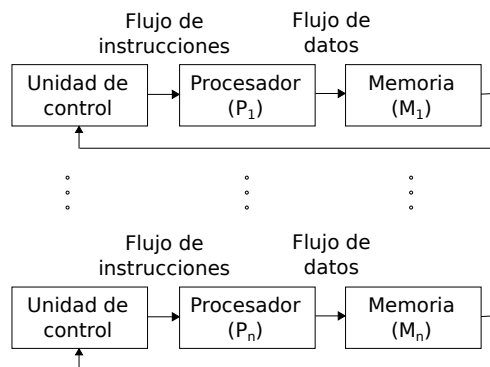 Flujo de
instrucciones
Flujo de
datos
Unidad de
control
Procesador
(P₁)
Memoria
(M₁)
Flujo de
instrucciones
Flujo de
datos
Unidad de
control
Procesador
(Pₙ)
Memoria
(Mₙ)